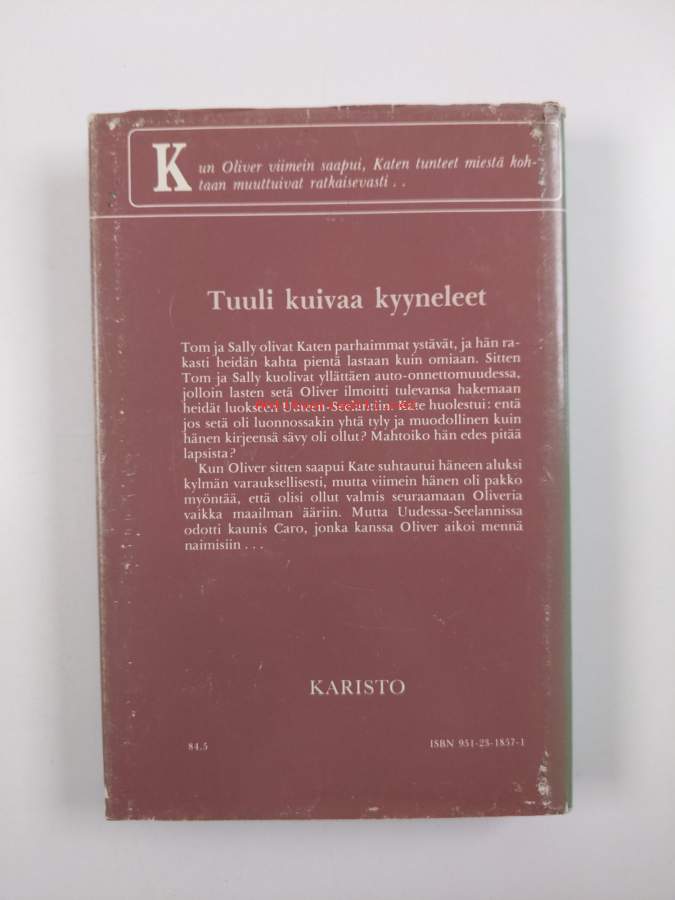 Kun Oliver viimein saapui, Katen tunteet miestä koh-
taan muuttuivat ratkaisevasti . .
Tuuli kuivaa kyyneleet
Tom ja Sally olivat Katen parhaimmat ystävät, ja hän ra-
kasti heidän kahta pientä lastaan kuin omiaan. Sitten
Tom ja Sally kuolivat yllättäen auto-onnettomuudessa,
jolloin lasten setä Oliver ilmoitti tulevansa hakemaan
heidät luokseen Uuteen-Seelantiin. Kate huolestui: entä
jos setä oli luonnossakin yhtä tyly ja muodollinen kuin
hänen kirjeensä sävy oli ollut? Mahtoiko hän edes pitää
lapsista?
Kun Oliver sitten saapui Kate suhtautui häneen aluksi
kylmän varauksellisesti, mutta viimein hänen oli pakko
myöntää, että olisi ollut valmis seuraamaan Oliveria
vaikka maailman ääriin. Mutta Uudessa-Seelannissa
odotti kaunis Caro, jonka kanssa Oliver aikoi mennä
naimisiin . . .
KARISTO
84.5
ISBN 951-23-1857-1